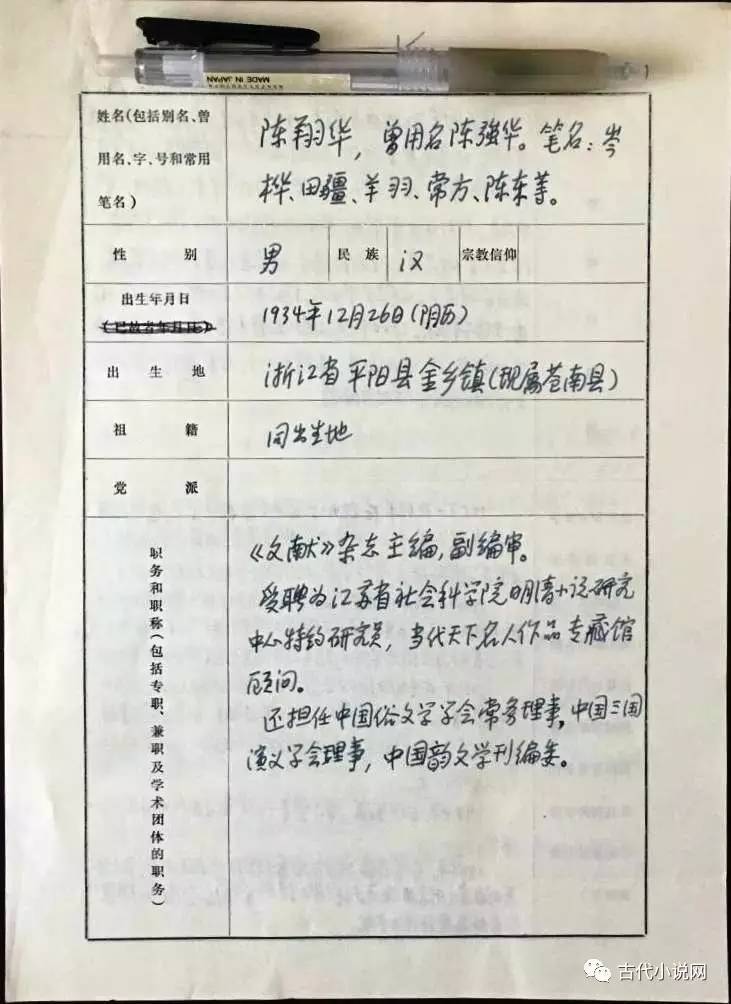 MADE IN JAPAN
姓名(包括别名、曾
用名、字、号和常用
笔名)
陈翔华，曾用名陈强华。笔名：岑
桦、田疆、羊羽、常方、陈东等。
性别 男 民族 汉 宗教信仰
出生年月日
(已故者年月日)
1934年12月26日(阴历)
出生地 浙江省平阳县金乡镇(现属苍南县)
祖籍 同出生地
党派
职务和职称(包括专职、兼职及学术团体的职务)
《文献》杂志主编，副编审。
受聘为江苏省社会科学院明清小说研究
中心特约研究员，当代天下名人作品专藏馆
顾问。
还担任中国俗文学学会常务理事，中国三国
演义学会理事，中国韵文学刊编委。
古代小说网